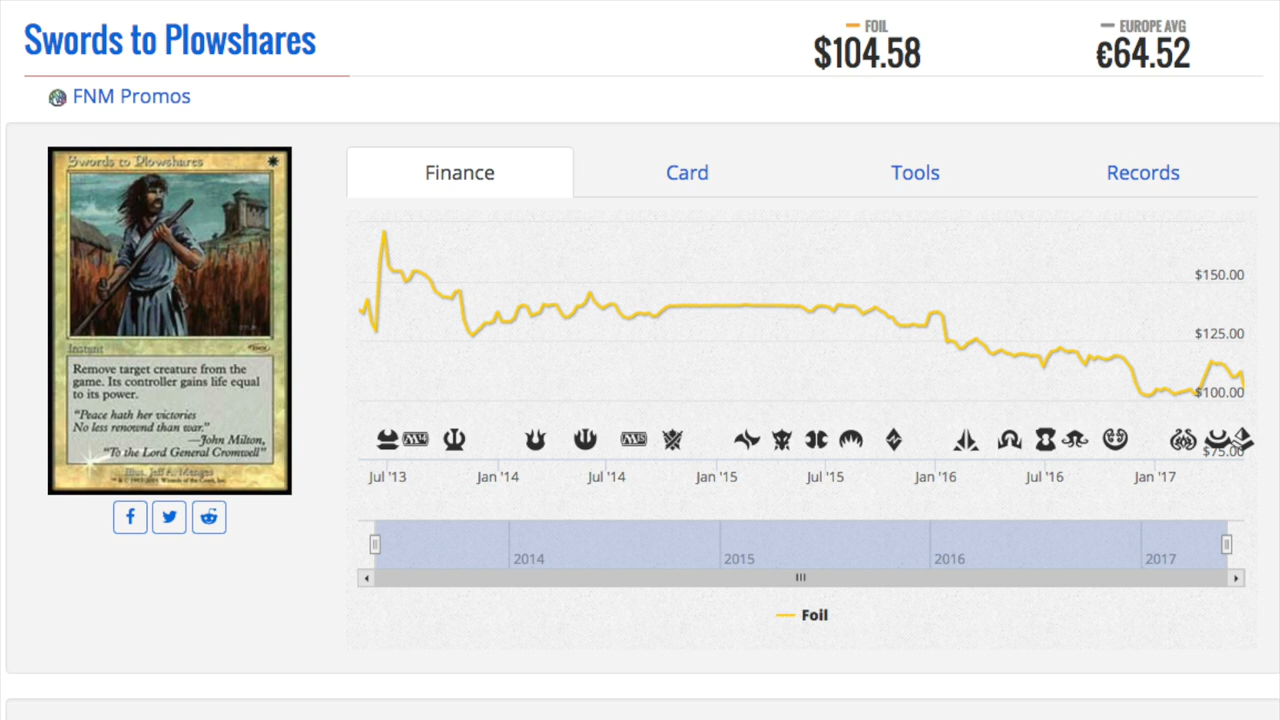 Swords to Plowshares
FOIL
$104.58
EUROPE AVG
€64.52
FNM Promos
Swords to Plowshares
Instant
Remove target creature from the
game. Its controller gains life equal
to its power.
"Peace hath her victories
No less renownd than war."
—John Milton,
"To the Lord General Cromwell"
Illus. Jeff A. Menges
Finance
Card
Tools
Records
$150.00
$125.00
$100.00
$75.00
Jul '13
Jan '14
Jul '14
Jan '15
Jul '15
Jan '16
Jul '16
Jan '17
2014
2015
2016
2017
Foil